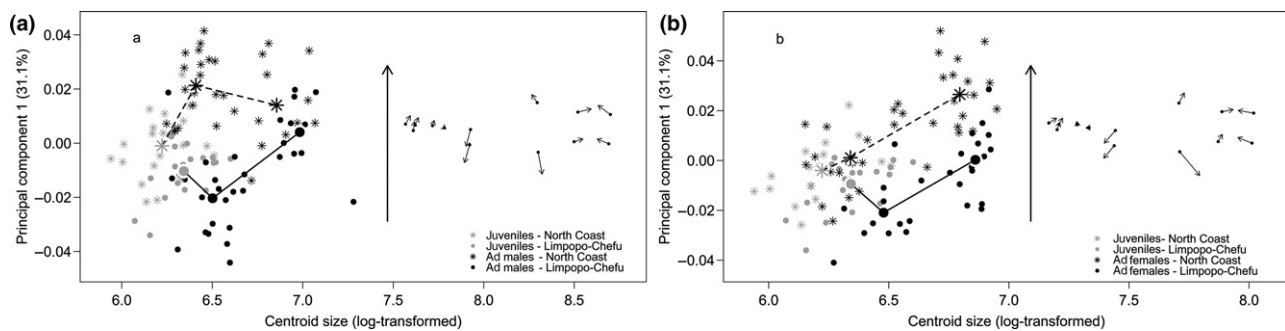 (a)
a
Principal component 1 (31.1%)
0.04
0.02
0.00
−0.02
−0.04
Juveniles - North Coast
Juveniles - Limpopo-Chefu
Ad males - North Coast
Ad males - Limpopo-Chefu
6.0 6.5 7.0 7.5 8.0 8.5
Centroid size (log-transformed)
(b)
b
Principal component 1 (31.1%)
0.04
0.02
0.00
−0.02
−0.04
Juveniles- North Coast
Juveniles- Limpopo-Chefu
Ad females - North Coast
Ad females - Limpopo-Chefu
6.0 6.5 7.0 7.5 8.0
Centroid size (log-transformed)